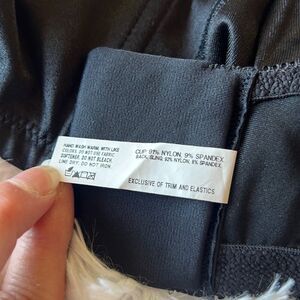 HAND WASH WARM, WITH LIKE
COLORS. DO NOT USE FABRIC
SOFTENER. DO NOT BLEACH.
LINE DRY. DO NOT IRON.
CUP: 91% NYLON, 9% SPANDEX
BACK, SLING: 92% NYLON, 8% SPANDEX
EXCLUSIVE OF TRIM AND ELASTICS